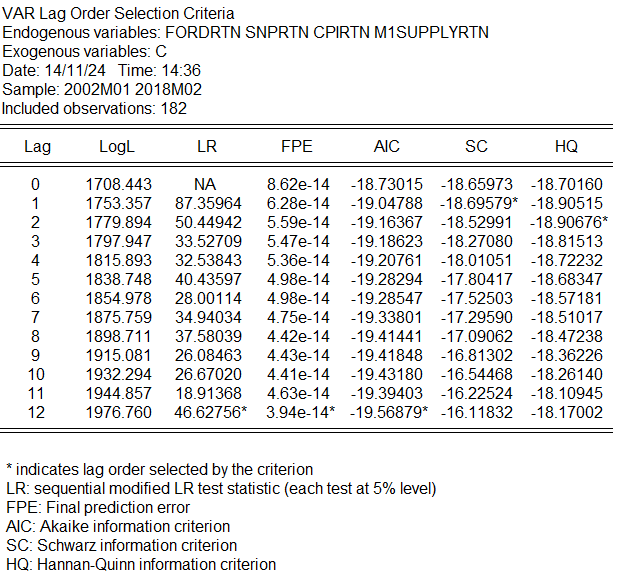 VAR Lag Order Selection Criteria
Endogenous variables: FORDRTN SNPRTN CPIRTN M1SUPPLYRTN
Exogenous variables: C
Date: 14/11/24 Time: 14:36
Sample: 2002M01 2018M02
Included observations: 182
Lag LogL LR FPE AIC SC HQ
0 1708.443 NA 8.62e-14 -18.73015 -18.65973 -18.70160
1 1753.357 87.35964 6.28e-14 -19.04788 -18.69579* -18.90515
2 1779.894 50.44942 5.59e-14 -19.16367 -18.52991 -18.90676*
3 1797.947 33.52709 5.47e-14 -19.18623 -18.27080 -18.81513
4 1815.893 32.53843 5.36e-14 -19.20761 -18.01051 -18.72232
5 1838.748 40.43597 4.98e-14 -19.28294 -17.80417 -18.68347
6 1854.978 28.00114 4.98e-14 -19.28547 -17.52503 -18.57181
7 1875.759 34.94034 4.75e-14 -19.33801 -17.29590 -18.51017
8 1898.711 37.58039 4.42e-14 -19.41441 -17.09062 -18.47238
9 1915.081 26.08463 4.43e-14 -19.41848 -16.81302 -18.36226
10 1932.294 26.67020 4.41e-14 -19.43180 -16.54468 -18.26140
11 1944.857 18.91368 4.63e-14 -19.39403 -16.22524 -18.10945
12 1976.760 46.62756* 3.94e-14* -19.56879* -16.11832 -18.17002
* indicates lag order selected by the criterion
LR: sequential modified LR test statistic (each test at 5% level)
FPE: Final prediction error
AIC: Akaike information criterion
SC: Schwarz information criterion
HQ: Hannan-Quinn information criterion